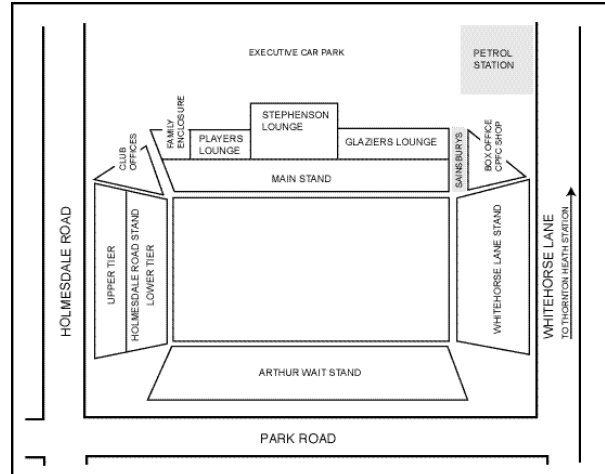 EXECUTIVE CAR PARK
PETROL
STATION
STEPHENSON
LOUNGE
FAMILY
ENCLOSURE
PLAYERS
LOUNGE
GLAZIERS LOUNGE
CLUB
OFFICES
MAIN STAND
SAINSBURYS
BOX OFFICE
CPFC SHOP
HOLMESDALE ROAD
UPPER TIER
HOLMESDALE ROAD STAND
LOWER TIER
WHITEHORSE LANE STAND
WHITEHORSE LANE
TO THORNTON HEATH STATION
ARTHUR WAIT STAND
PARK ROAD